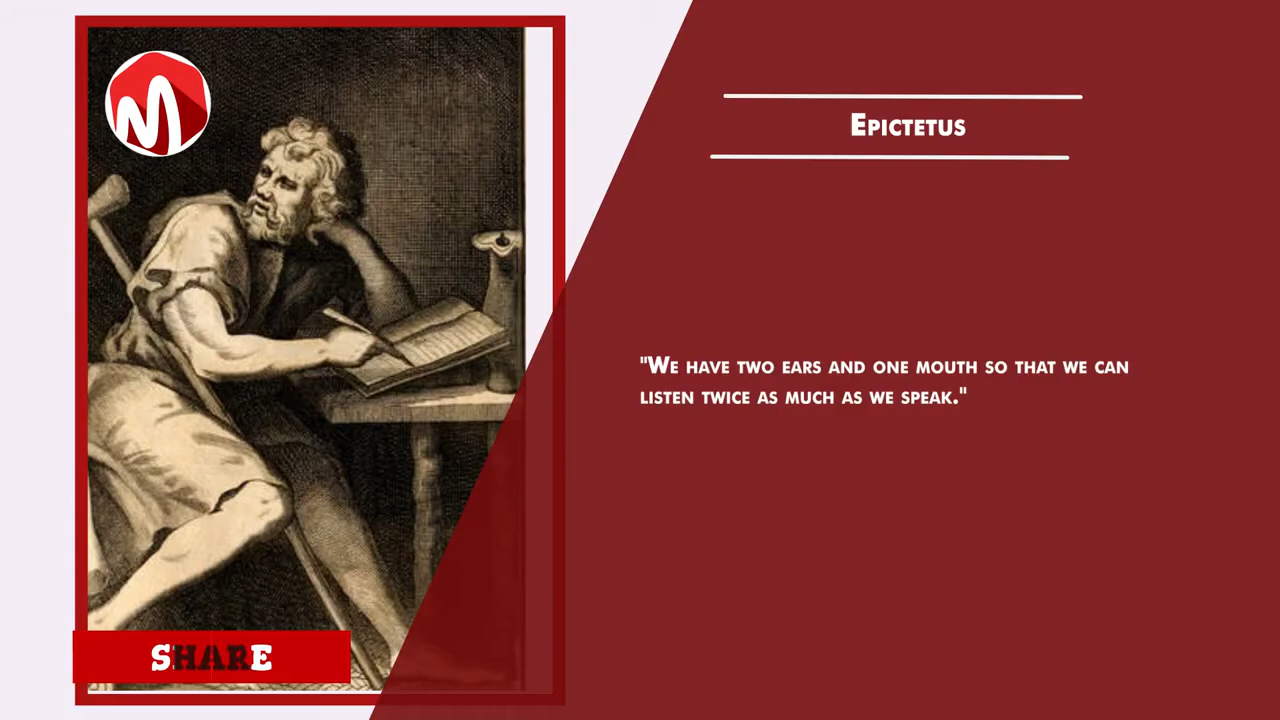 Epictetus
"We have two ears and one mouth so that we can
listen twice as much as we speak."
SHARE